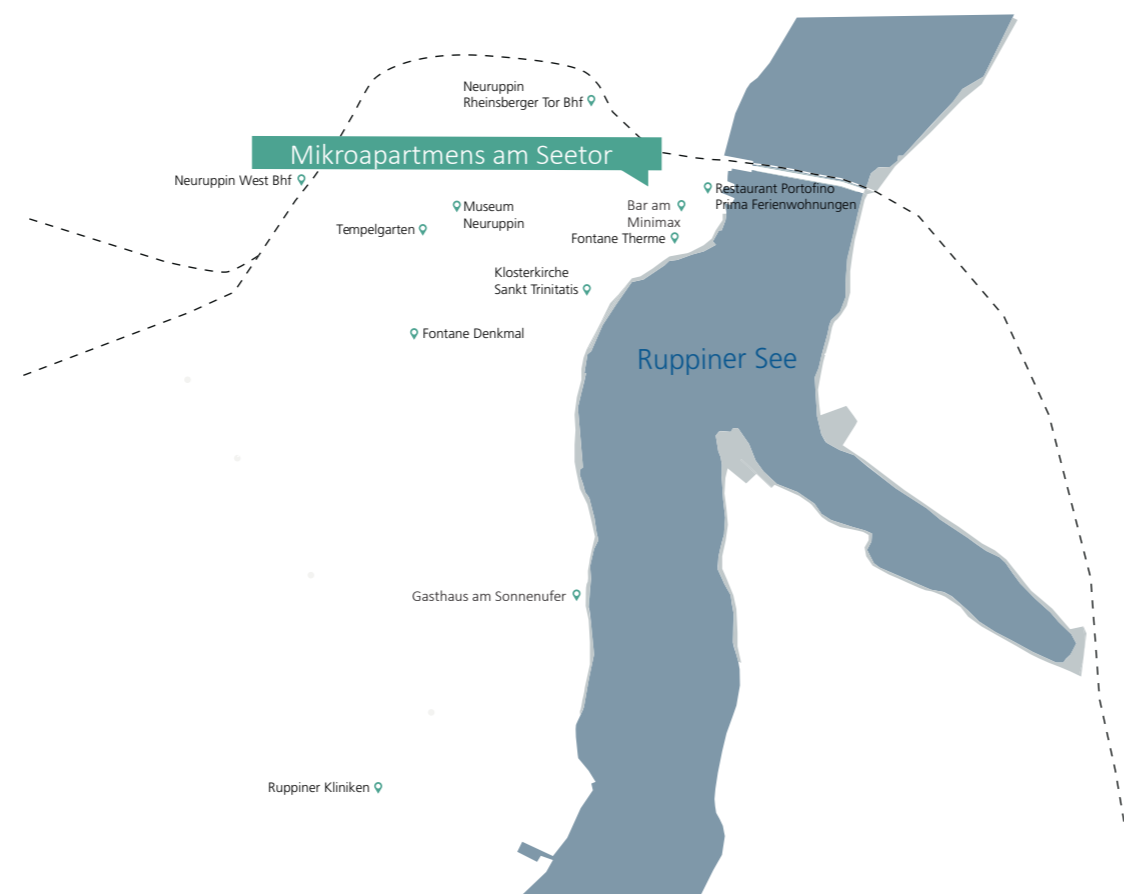 Neuruppin
Rheinsberger Tor Bhf
Mikroapartmens am Seetor
Neuruppin West Bhf
Restaurant Portofino
Prima Ferienwohnungen
Museum
Neuruppin
Bar am
Minimax
Tempelgarten
Fontane Therme
Klosterkirche
Sankt Trinitatis
Fontane Denkmal
Ruppiner See
Gasthaus am Sonnenufer
Ruppiner Kliniken